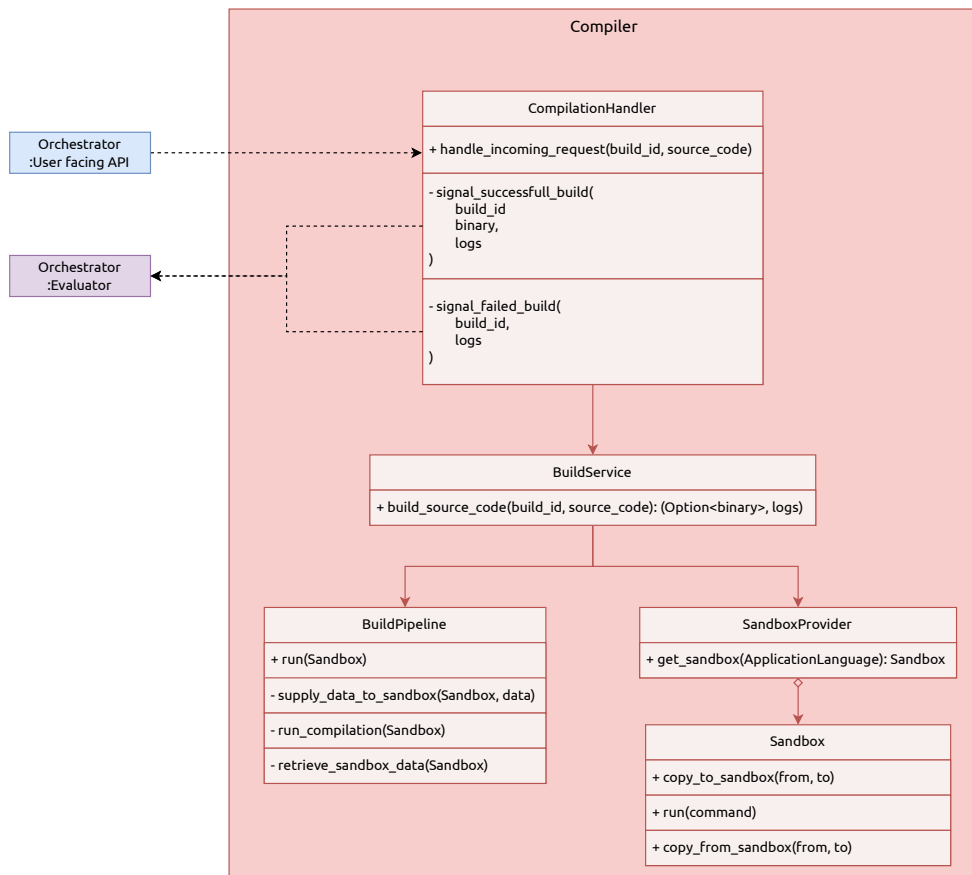 Compiler
CompilationHandler
+ handle_incoming_request(build_id, source_code)
- signal_successfull_build(
build_id
binary,
logs
)
- signal_failed_build(
build_id,
logs
)
Orchestrator
:User facing API
Orchestrator
:Evaluator
BuildService
+ build_source_code(build_id, source_code): (Option<binary>, logs)
BuildPipeline
+ run(Sandbox)
- supply_data_to_sandbox(Sandbox, data)
- run_compilation(Sandbox)
- retrieve_sandbox_data(Sandbox)
SandboxProvider
+ get_sandbox(ApplicationLanguage): Sandbox
Sandbox
+ copy_to_sandbox(from, to)
+ run(command)
+ copy_from_sandbox(from, to)